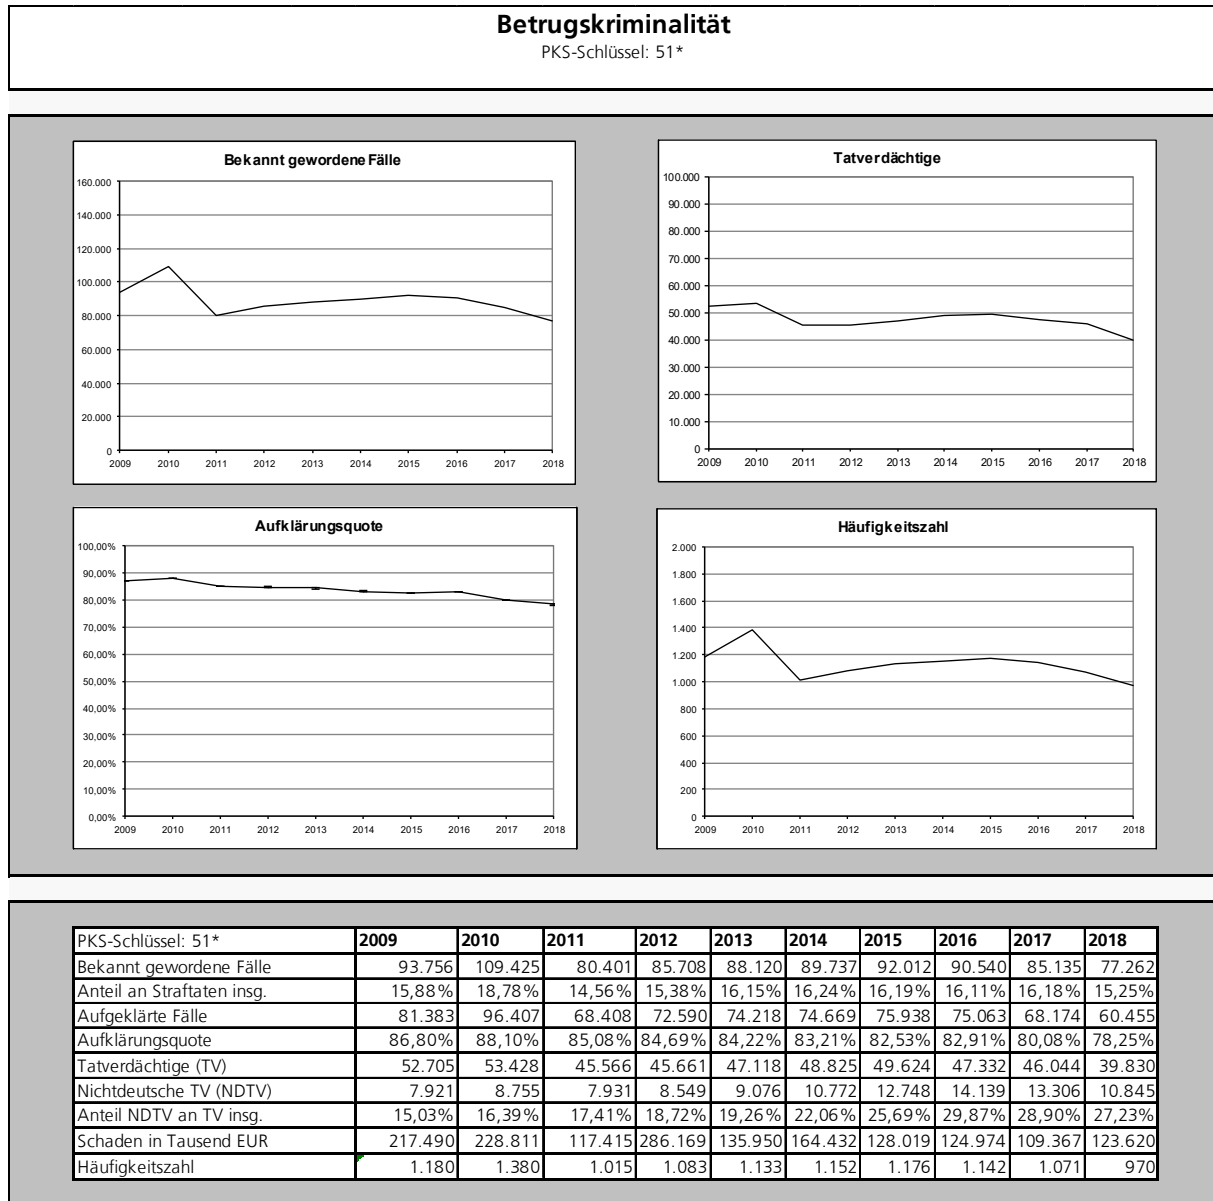 Betrugskriminalität
PKS-Schlüssel: 51*
Bekannt gewordene Fälle
160.000
140.000
120.000
100.000
80.000
60.000
40.000
20.000
0
2009 2010 2011 2012 2013 2014 2015 2016 2017 2018
Tatverdächtige
100.000
90.000
80.000
70.000
60.000
50.000
40.000
30.000
20.000
10.000
0
2009 2010 2011 2012 2013 2014 2015 2016 2017 2018
Aufklärungsquote
100,00%
90,00%
80,00%
70,00%
60,00%
50,00%
40,00%
30,00%
20,00%
10,00%
0,00%
2009 2010 2011 2012 2013 2014 2015 2016 2017 2018
Häufigkeitszahl
2.000
1.800
1.600
1.400
1.200
1.000
800
600
400
200
0
2009 2010 2011 2012 2013 2014 2015 2016 2017 2018
PKS-Schlüssel: 51* 2009 2010 2011 2012 2013 2014 2015 2016 2017 2018
Bekannt gewordene Fälle 93.756 109.425 80.401 85.708 88.120 89.737 92.012 90.540 85.135 77.262
Anteil an Straftaten insg. 15,88% 18,78% 14,56% 15,38% 16,15% 16,24% 16,19% 16,11% 16,18% 15,25%
Aufgeklärte Fälle 81.383 96.407 68.408 72.590 74.218 74.669 75.938 75.063 68.174 60.455
Aufklärungsquote 86,80% 88,10% 85,08% 84,69% 84,22% 83,21% 82,53% 82,91% 80,08% 78,25%
Tatverdächtige (TV) 52.705 53.428 45.566 45.661 47.118 48.825 49.624 47.332 46.044 39.830
Nichtdeutsche TV (NDTV) 7.921 8.755 7.931 8.549 9.076 10.772 12.748 14.139 13.306 10.845
Anteil NDTV an TV insg. 15,03% 16,39% 17,41% 18,72% 19,26% 22,06% 25,69% 29,87% 28,90% 27,23%
Schaden in Tausend EUR 217.490 228.811 117.415 286.169 135.950 164.432 128.019 124.974 109.367 123.620
Häufigkeitszahl 1.180 1.380 1.015 1.083 1.133 1.152 1.176 1.142 1.071 970